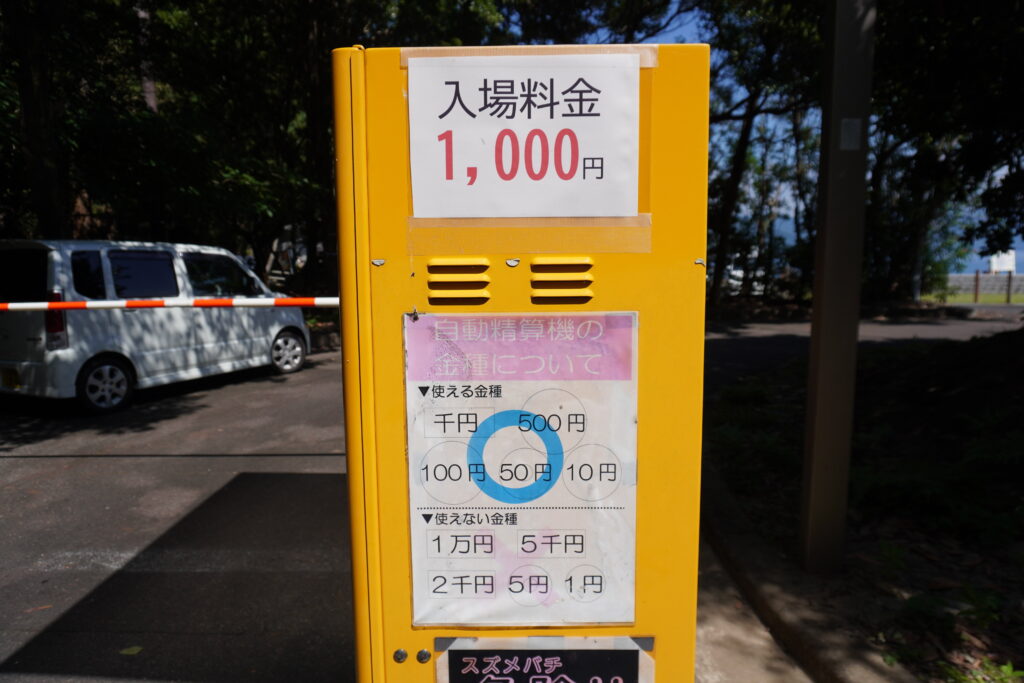 入場料金
1,000円
自動精算機の
金種について
▼使える金種
千円 500円
100円 50円 10円
▼使えない金種
1万円 5千円
2千円 5円 1円
スズメバチ